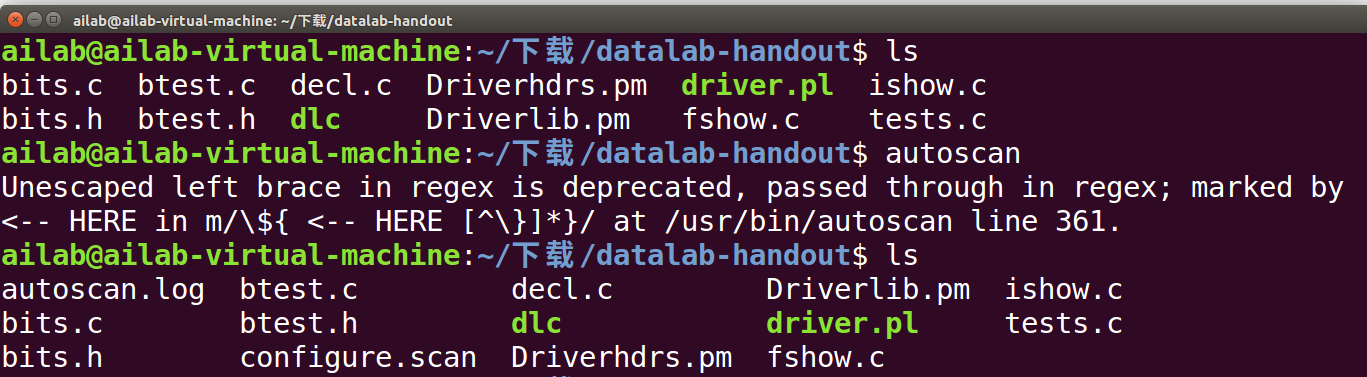 ailab@ailab-virtual-machine: ~/下载/datalab-handout
ailab@ailab-virtual-machine:~/下载/datalab-handout$ ls
bits.c  btest.c  decl.c  Driverhdrs.pm  driver.pl  ishow.c
bits.h  btest.h  dlc     Driverlib.pm   fshow.c    tests.c
ailab@ailab-virtual-machine:~/下载/datalab-handout$ autoscan
Unescaped left brace in regex is deprecated, passed through in regex; marked by
<-- HERE in m/\${ <-- HERE [^\}]*}/ at /usr/bin/autoscan line 361.
ailab@ailab-virtual-machine:~/下载/datalab-handout$ ls
autoscan.log  btest.c         decl.c         Driverlib.pm  ishow.c
bits.c        btest.h         dlc            driver.pl     tests.c
bits.h        configure.scan  Driverhdrs.pm  fshow.c